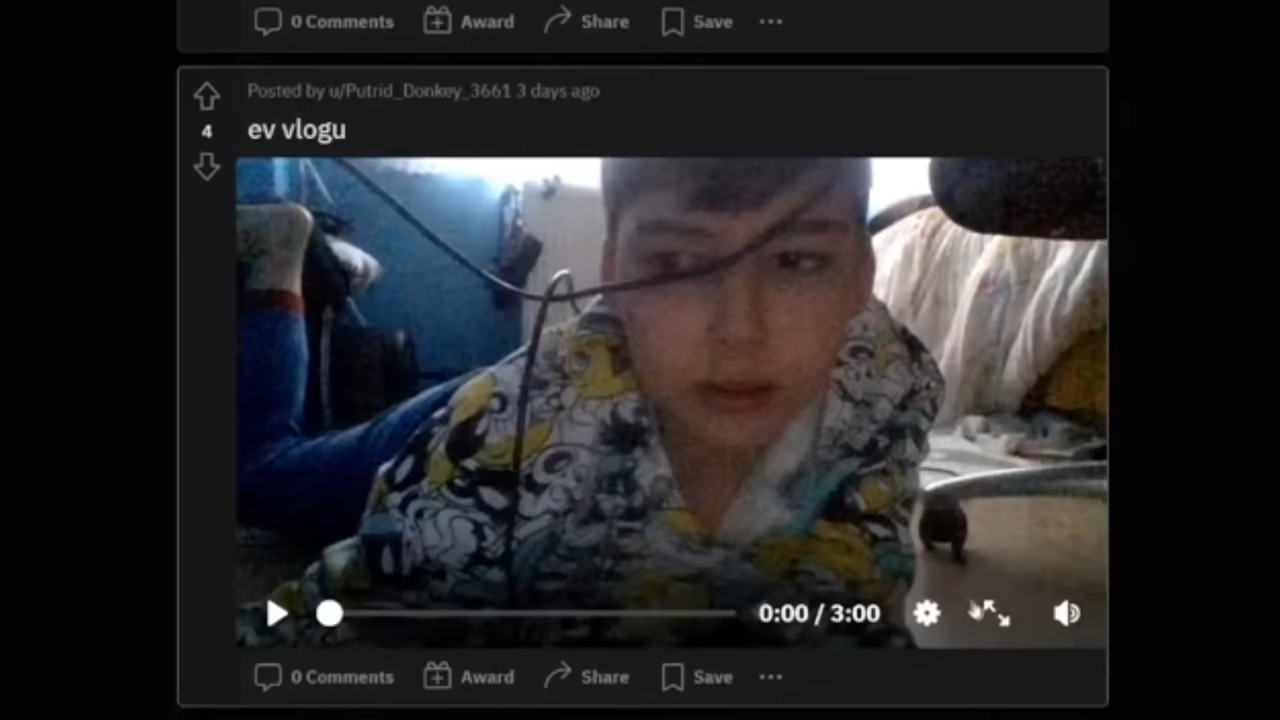 0 Comments Award Share Save
Posted by u/Putrid_Donkey_3661 3 days ago
4
ev vlogu
0:00 / 3:00
0 Comments Award Share Save